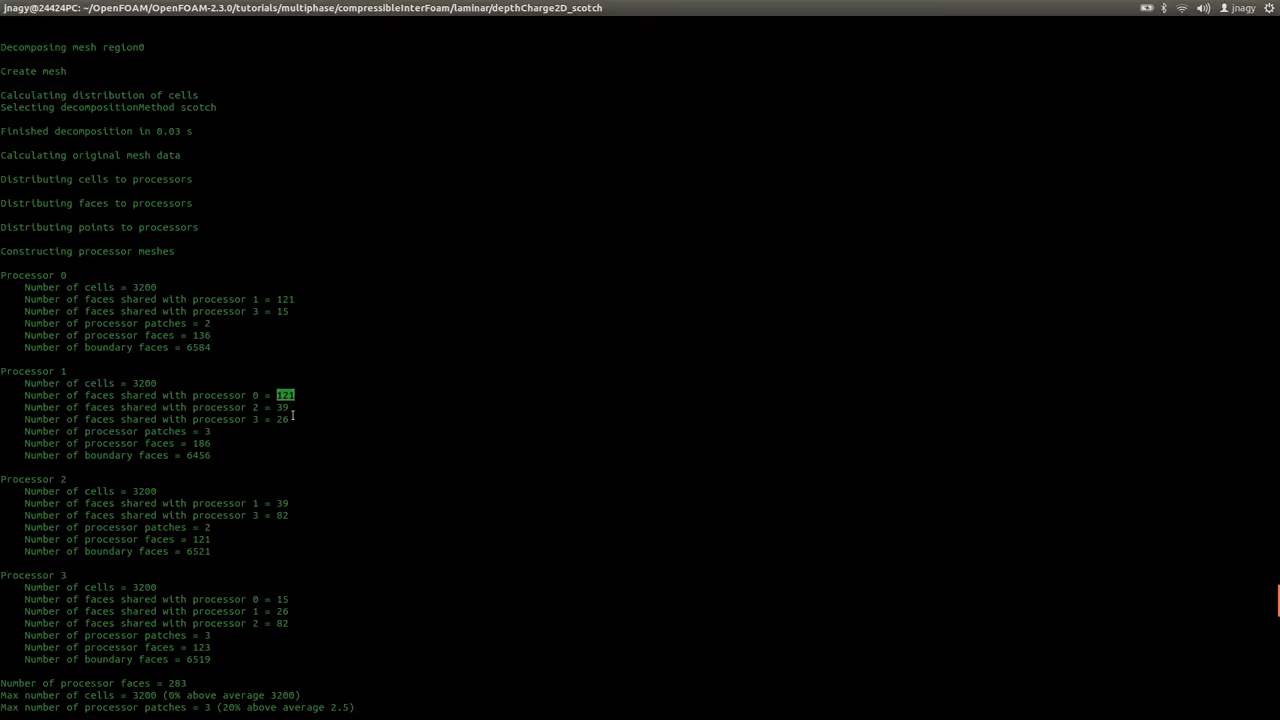 jnagy@24424PC: ~/OpenFOAM/OpenFOAM-2.3.0/tutorials/multiphase/compressibleInterFoam/laminar/depthCharge2D_scotch
jnagy
Decomposing mesh region0
Create mesh
Calculating distribution of cells
Selecting decompositionMethod scotch
Finished decomposition in 0.03 s
Calculating original mesh data
Distributing cells to processors
Distributing faces to processors
Distributing points to processors
Constructing processor meshes
Processor 0
Number of cells = 3200
Number of faces shared with processor 1 = 121
Number of faces shared with processor 3 = 15
Number of processor patches = 2
Number of processor faces = 136
Number of boundary faces = 6584
Processor 1
Number of cells = 3200
Number of faces shared with processor 0 = 121
Number of faces shared with processor 2 = 39
Number of faces shared with processor 3 = 26
Number of processor patches = 3
Number of processor faces = 186
Number of boundary faces = 6456
Processor 2
Number of cells = 3200
Number of faces shared with processor 1 = 39
Number of faces shared with processor 3 = 82
Number of processor patches = 2
Number of processor faces = 121
Number of boundary faces = 6521
Processor 3
Number of cells = 3200
Number of faces shared with processor 0 = 15
Number of faces shared with processor 1 = 26
Number of faces shared with processor 2 = 82
Number of processor patches = 3
Number of processor faces = 123
Number of boundary faces = 6519
Number of processor faces = 283
Max number of cells = 3200 (0% above average 3200)
Max number of processor patches = 3 (20% above average 2.5)